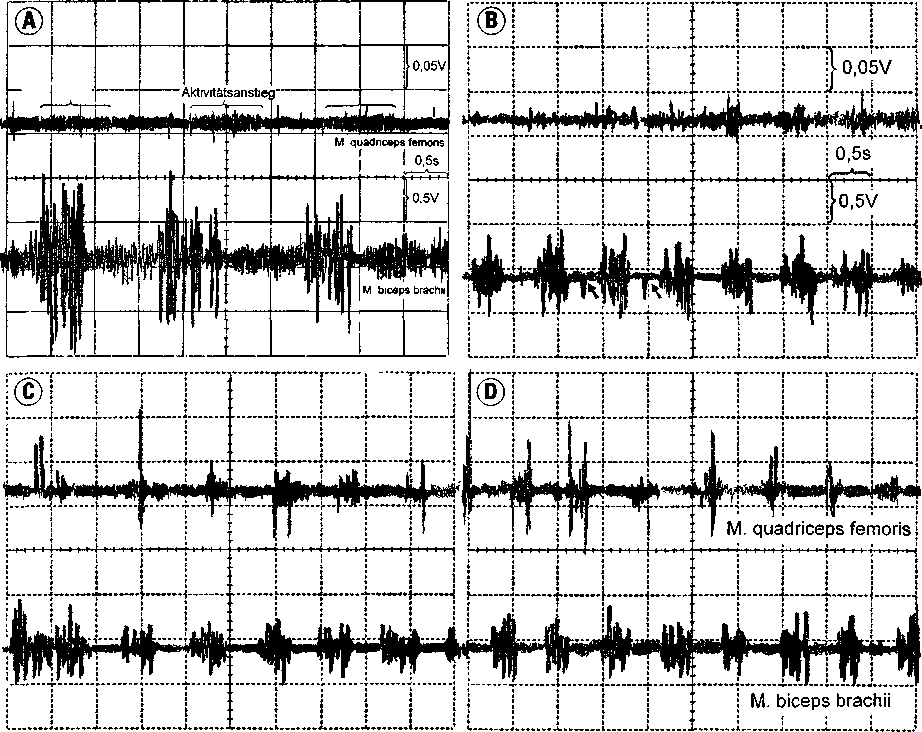 A
0,05V
Aktivitätsanstieg
M. quadriceps femoris
0,5s
0.5V
M. biceps brachii
B
0,05V
0,5s
0,5V
C
D
M. quadriceps femoris
M. biceps brachii